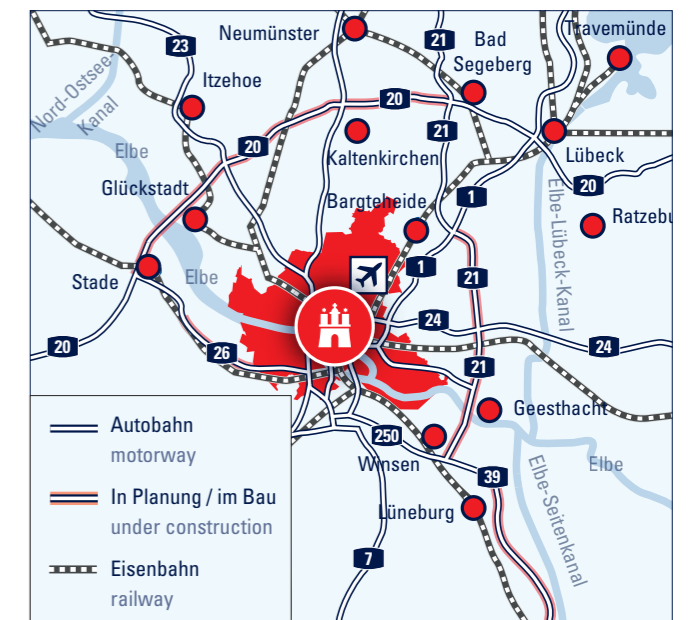 Neumünster
Travemünde
23
21
Bad
Segeberg
Itzehoe
Nord-Ostsee-
Kanal
20
21
Elbe
20
Kaltenkirchen
Lübeck
Glückstadt
20
Bargteheide
1
Elbe-Lübeck-Kanal
Ratzebu
Stade
Elbe
1
21
24
20
26
24
21
Geesthacht
Autobahn
motorway
250
Winsen
Elbe
39
In Planung / im Bau
under construction
Lüneburg
Elbe-Seitenkanal
7
Eisenbahn
railway